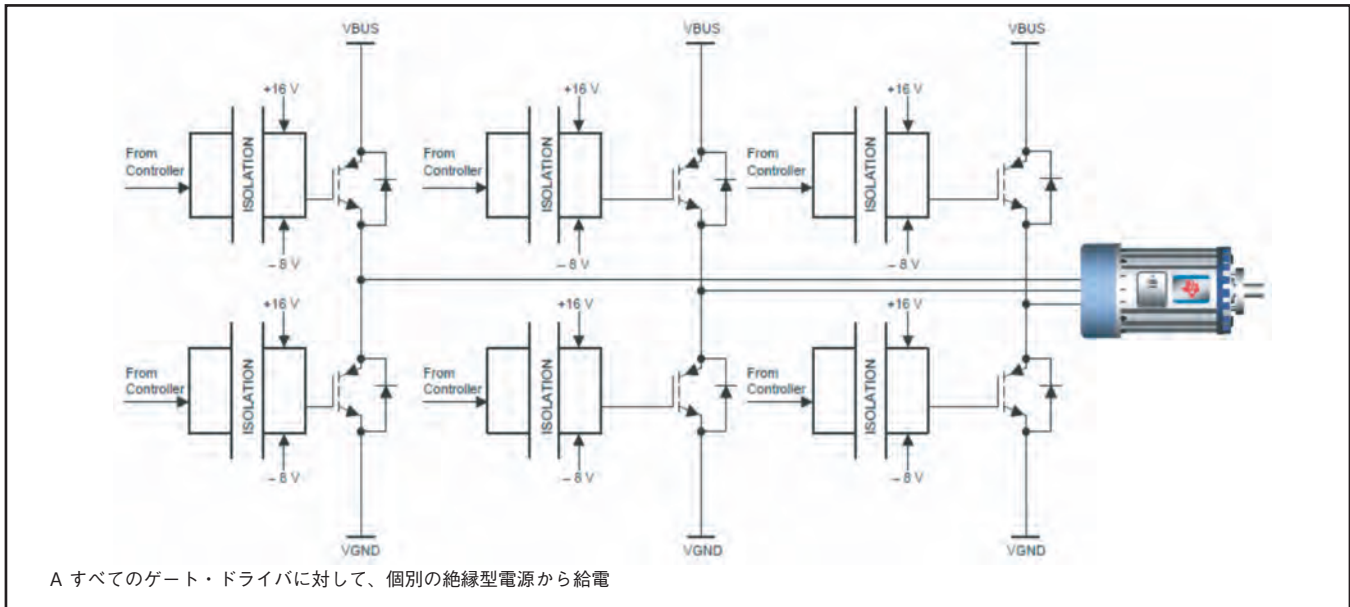 VBUS VBUS VBUS
+16 V +16 V +16 V
From Controller ISOLATION From Controller ISOLATION From Controller ISOLATION
– 8 V – 8 V – 8 V
+16 V +16 V +16 V
From Controller ISOLATION From Controller ISOLATION From Controller ISOLATION
– 8 V – 8 V – 8 V
VGND VGND VGND
A すべてのゲート・ドライバに対して、個別の絶縁型電源から給電